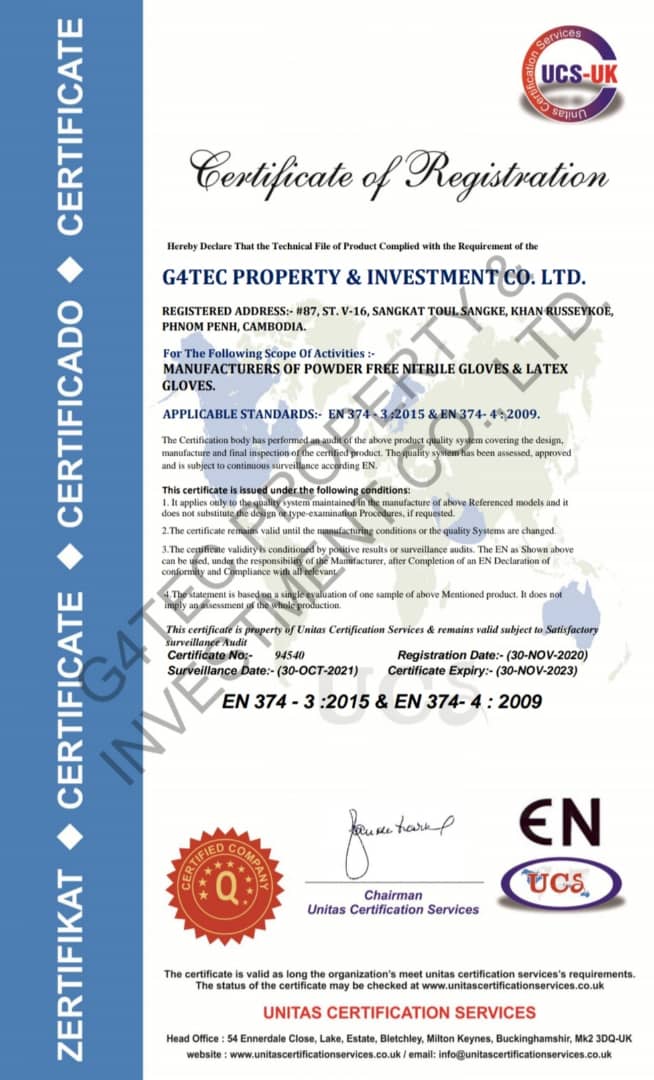 Unitas Certification Services
UCS-UK
ZERTIFIKAT ◆ CERTIFICATE ◆ CERTIFICADO ◆ CERTIFICATE
Certificate of Registration
Hereby Declare That the Technical File of Product Complied with the Requirement of the
G4TEC PROPERTY & INVESTMENT CO. LTD.
REGISTERED ADDRESS:- #87, ST. V-16, SANGKAT TOUL SANGKE, KHAN RUSSEYKOE,
PHNOM PENH, CAMBODIA.
For The Following Scope Of Activities :-
MANUFACTURERS OF POWDER FREE NITRILE GLOVES & LATEX
GLOVES.
APPLICABLE STANDARDS:- EN 374 - 3 :2015 & EN 374- 4 : 2009.
The Certification body has performed an audit of the above product quality system covering the design,
manufacture and final inspection of the certified product. The quality system has been assessed, approved
and is subject to continuous surveillance according EN.
This certificate is issued under the following conditions:
1. It applies only to the quality system maintained in the manufacture of above Referenced models and it
does not substitute the design or type-examination Procedures, if requested.
2.The certificate remains valid until the manufacturing conditions or the quality Systems are changed.
3.The certificate validity is conditioned by positive results or surveillance audits. The EN as Shown above
can be used, under the responsibility of the Manufacturer, after Completion of an EN Declaration of
conformity and Compliance with all relevant.
4.The statement is based on a single evaluation of one sample of above Mentioned product. It does not
imply an assessment of the whole production.
This certificate is property of Unitas Certification Services & remains valid subject to Satisfactory
surveillance Audit
Certificate No:- 94540 Registration Date:- (30-NOV-2020)
Surveillance Date:- (30-OCT-2021) Certificate Expiry:- (30-NOV-2023)
UCS
EN 374 - 3 :2015 & EN 374- 4 : 2009
G4TEC PROPERTY &
INVESTMENT CO. LTD.
CERTIFIED COMPANY
Q
Chairman
Unitas Certification Services
EN
UCS
The certificate is valid as long the organization's meet unitas certification services's requirements.
The status of the certificate may be checked at www.unitascertificationservices.co.uk
UNITAS CERTIFICATION SERVICES
Head Office : 54 Ennerdale Close, Lake, Estate, Bletchley, Milton Keynes, Buckinghamshir, Mk2 3DQ-UK
website : www.unitascertificationservices.co.uk / email: info@unitascertificationservices.co.uk